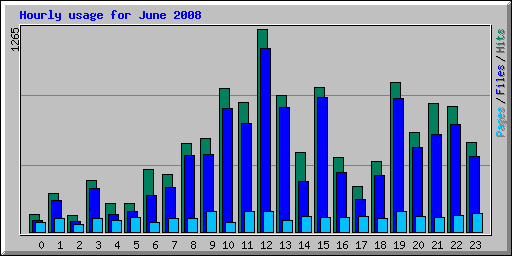 Hourly usage for June 2008
1265
Pages / Files / Hits
0 1 2 3 4 5 6 7 8 9 10 11 12 13 14 15 16 17 18 19 20 21 22 23